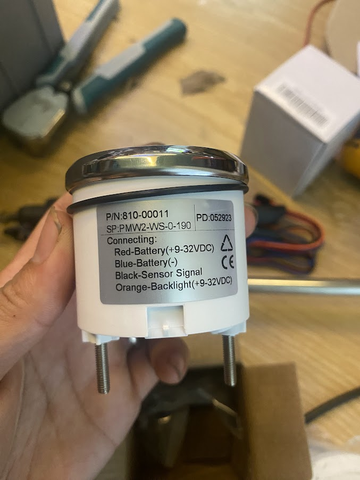 P/N:810-00011 PD:052923
SP:PMW2-WS-0-190
Connecting:
Red-Battery(+9-32VDC)
Blue-Battery(-)
Black-Sensor Signal
Orange-Backlight(+9-32VDC)
CE